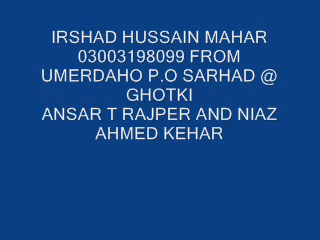 IRSHAD HUSSAIN MAHAR
03003198099 FROM
UMERDAHO P.O SARHAD @
GHOTKI
ANSAR T RAJPER AND NIAZ
AHMED KEHAR